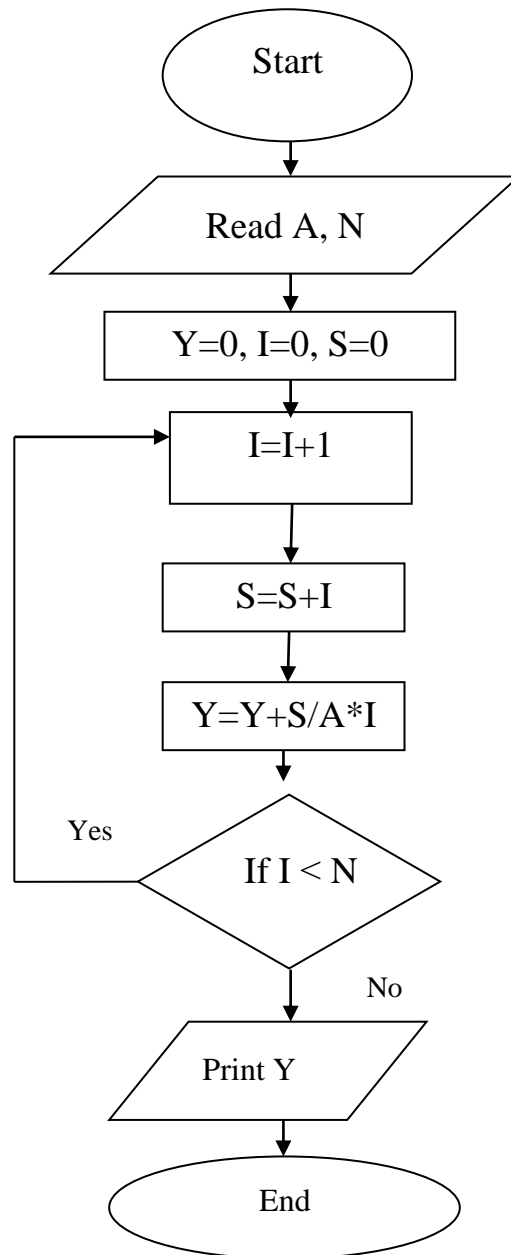 Start
Read A, N
Y=0, I=0, S=0
I=I+1
S=S+I
Y=Y+S/A*I
Yes
If I < N
No
Print Y
End